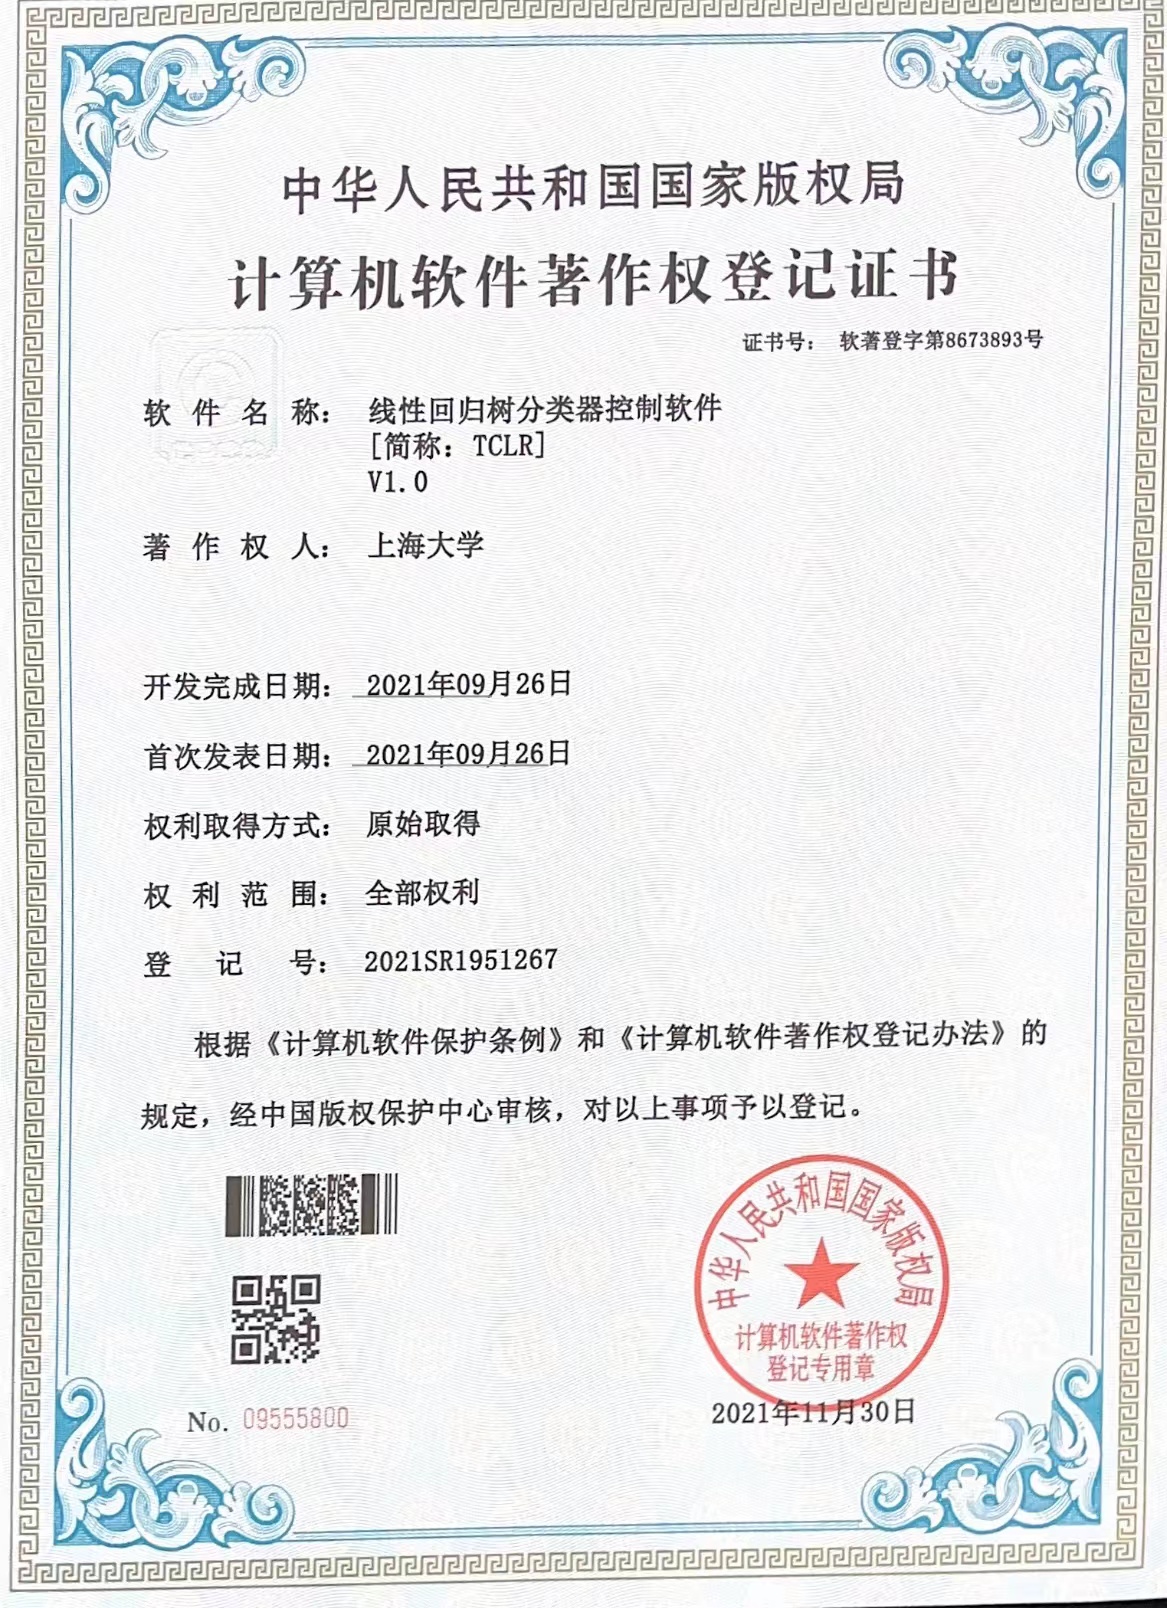 中华人民共和国国家版权局
计算机软件著作权登记证书
证书号： 软著登字第8673893号
软件名称： 线性回归树分类器控制软件
[简称：TCLR]
V1.0
著作权人： 上海大学
开发完成日期： 2021年09月26日
首次发表日期： 2021年09月26日
权利取得方式： 原始取得
权利范围： 全部权利
登记号： 2021SR1951267
根据《计算机软件保护条例》和《计算机软件著作权登记办法》的
规定，经中国版权保护中心审核，对以上事项予以登记。
中华人民共和国国家版权局
计算机软件著作权
登记专用章
No. 09555800
2021年11月30日